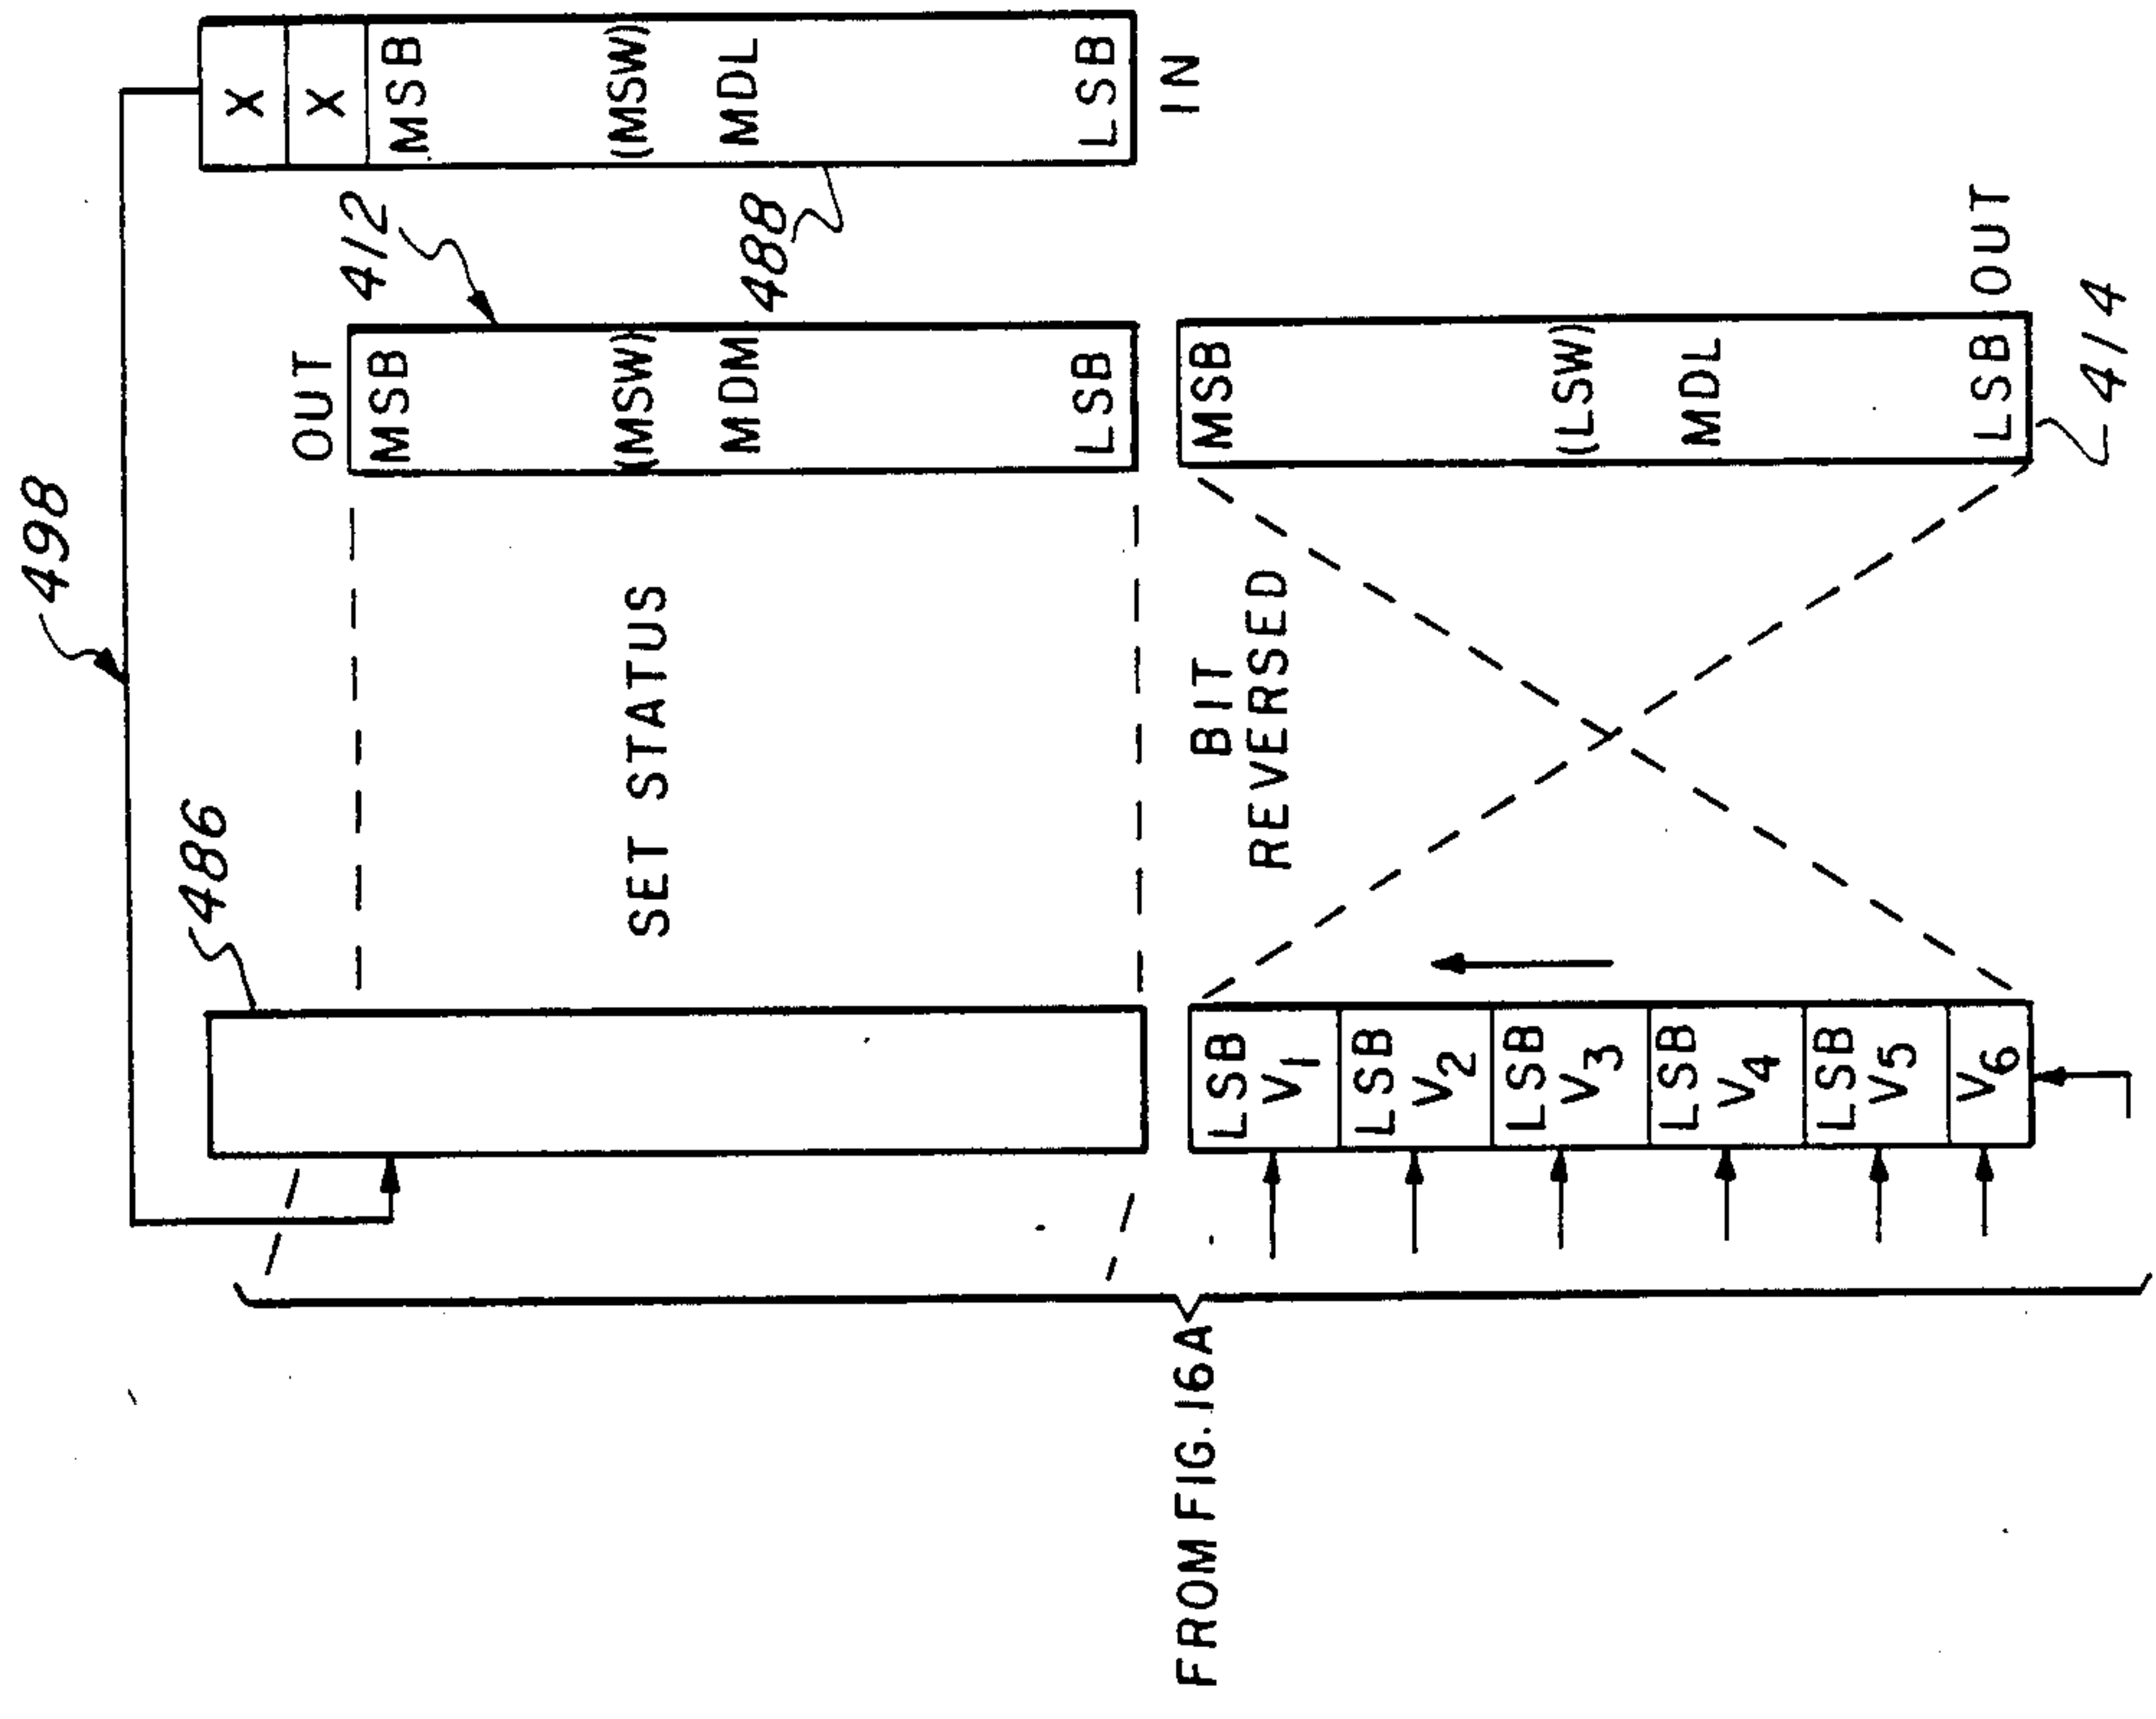 498
X
X
MSB
(MSW)
MDL
LSB
IN
488
412
OUT
MSB
(MSW)
MDM
LSB
MSB
(LSW)
MDL
LSB
OUT
414
486
SET STATUS
BIT
REVERSED
LSB
V1
LSB
V2
LSB
V3
LSB
V4
LSB
V5
V6
FROM FIG. 16A